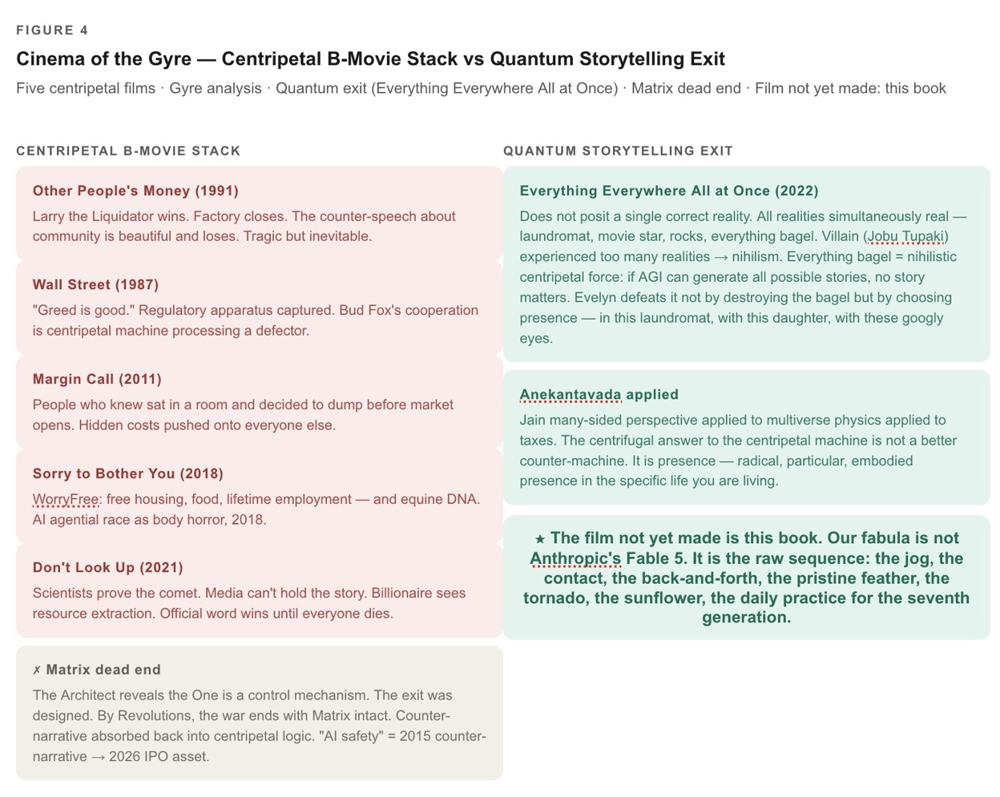 FIGURE 4
Cinema of the Gyre — Centripetal B-Movie Stack vs Quantum Storytelling Exit
Five centripetal films · Gyre analysis · Quantum exit (Everything Everywhere All at Once) · Matrix dead end · Film not yet made: this book
CENTRIPETAL B-MOVIE STACK
Other People's Money (1991)
Larry the Liquidator wins. Factory closes. The counter-speech about
community is beautiful and loses. Tragic but inevitable.
Wall Street (1987)
"Greed is good." Regulatory apparatus captured. Bud Fox's cooperation
is centripetal machine processing a defector.
Margin Call (2011)
People who knew sat in a room and decided to dump before market
opens. Hidden costs pushed onto everyone else.
Sorry to Bother You (2018)
WorryFree: free housing, food, lifetime employment — and equine DNA.
AI agential race as body horror, 2018.
Don't Look Up (2021)
Scientists prove the comet. Media can't hold the story. Billionaire sees
resource extraction. Official word wins until everyone dies.
✗ Matrix dead end
The Architect reveals the One is a control mechanism. The exit was
designed. By Revolutions, the war ends with Matrix intact. Counter-
narrative absorbed back into centripetal logic. "AI safety" = 2015 counter-
narrative → 2026 IPO asset.
QUANTUM STORYTELLING EXIT
Everything Everywhere All at Once (2022)
Does not posit a single correct reality. All realities simultaneously real —
laundromat, movie star, rocks, everything bagel. Villain (Jobu Tupaki)
experienced too many realities → nihilism. Everything bagel = nihilistic
centripetal force: if AGI can generate all possible stories, no story
matters. Evelyn defeats it not by destroying the bagel but by choosing
presence — in this laundromat, with this daughter, with these googly
eyes.
Anekantavada applied
Jain many-sided perspective applied to multiverse physics applied to
taxes. The centrifugal answer to the centripetal machine is not a better
counter-machine. It is presence — radical, particular, embodied
presence in the specific life you are living.
★ The film not yet made is this book. Our fabula is not
Anthropic's Fable 5. It is the raw sequence: the jog, the
contact, the back-and-forth, the pristine feather, the
tornado, the sunflower, the daily practice for the seventh
generation.